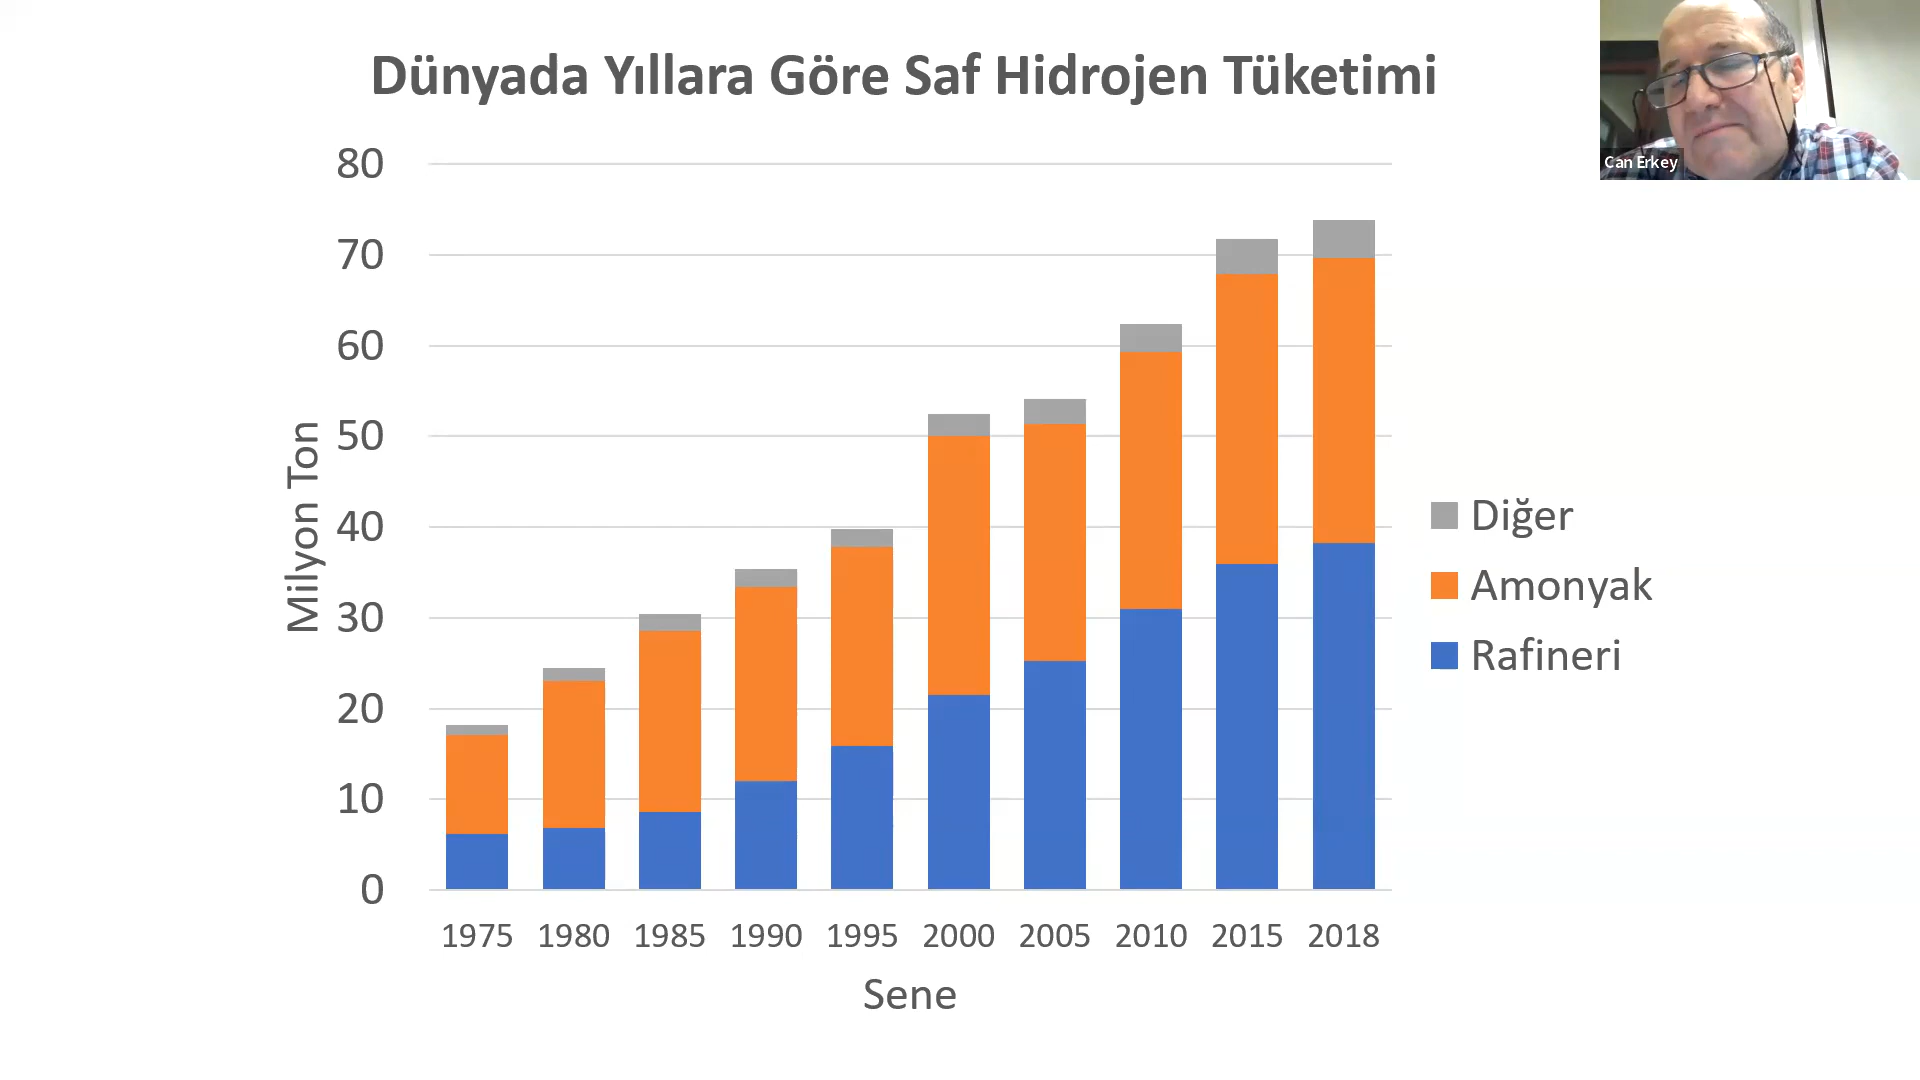 Dünyada Yıllara Göre Saf Hidrojen Tüketimi
Can Erkey
80
70
60
50
40
30
20
10
0
Milyon Ton
1975 1980 1985 1990 1995 2000 2005 2010 2015 2018
Sene
Diğer
Amonyak
Rafineri